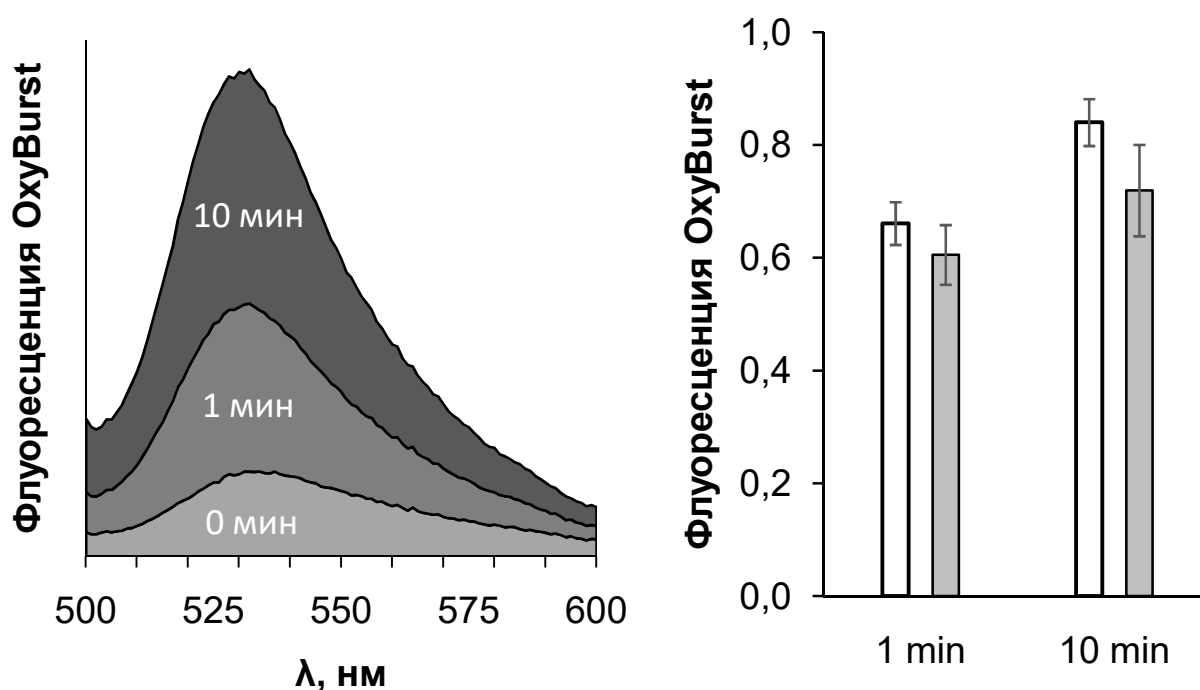 Флуоресценция OxyBurst
10 мин
1 мин
0 мин
500 525 550 575 600
λ, нм
Флуоресценция OxyBurst
1,0
0,8
0,6
0,4
0,2
0,0
1 min 10 min